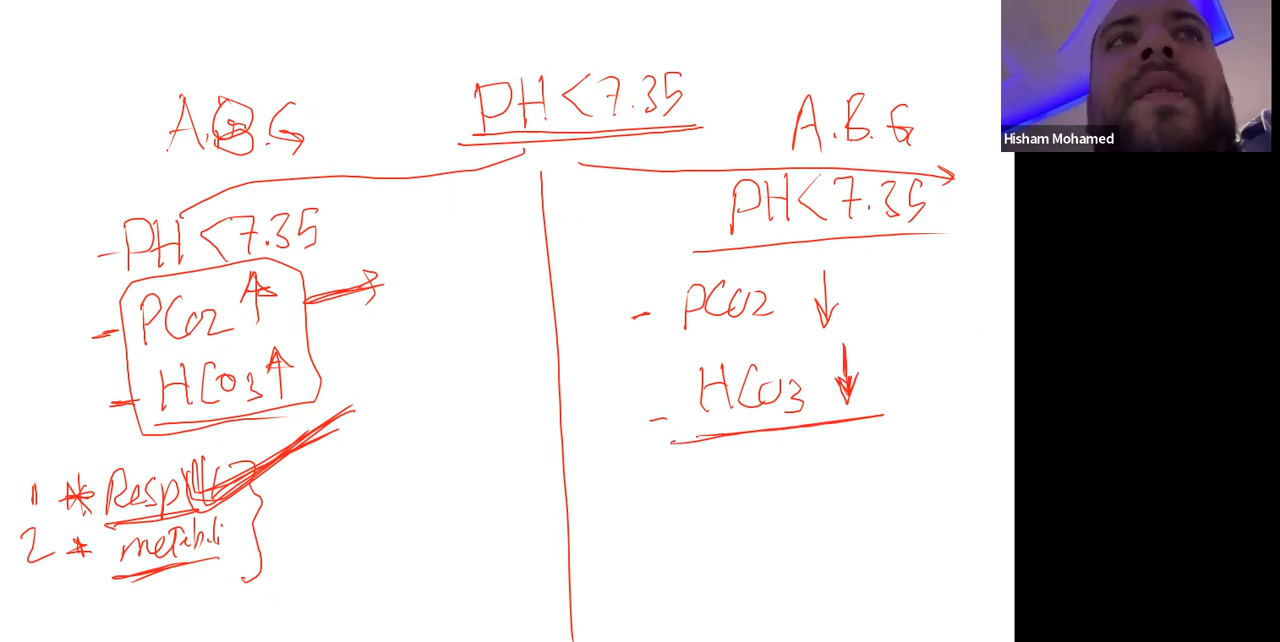 PH < 7.35
A.B.G
A.B.G
- PH < 7.35
- PCO2 ↑
- HCO3 ↑
1 * Resp
2 * metabli
PH < 7.35
- PCO2 ↓
- HCO3 ↓
Hisham Mohamed